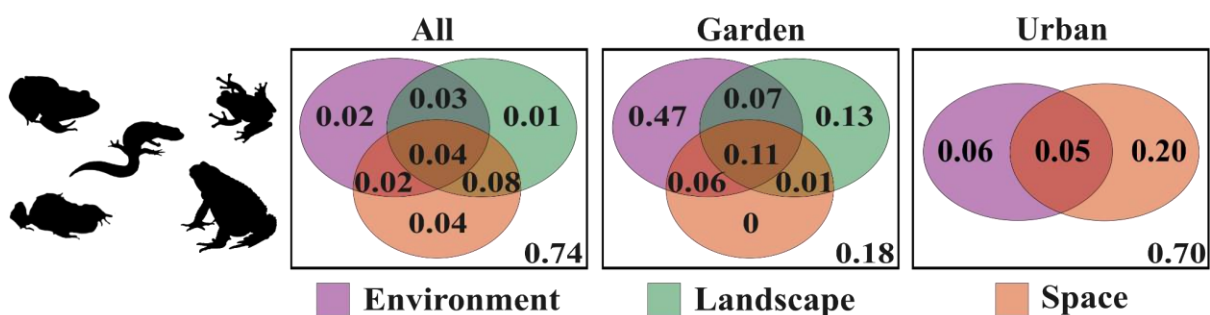 All Garden Urban
0.02 0.03 0.01 0.04 0.02 0.08 0.04 0.74
0.47 0.07 0.13 0.11 0.06 0.01 0 0.18
0.06 0.05 0.20 0.70
Environment Landscape Space